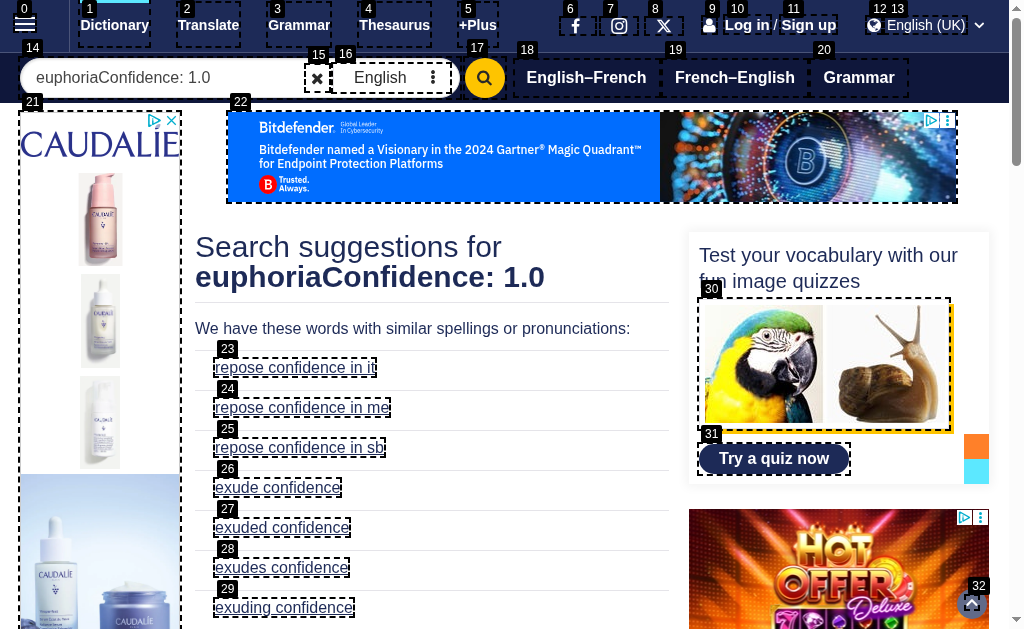 0 1 2 3 4 5 6 7 8 9 10 11 12 13
Dictionary Translate Grammar Thesaurus +Plus Log in / Sign up English (UK)
14 15 16 17 18 19 20
euphoriaConfidence: 1.0 English English–French French–English Grammar
21 22
CAUDALÍE
Bitdefender Global Leader
In Cybersecurity
Bitdefender named a Visionary in the 2024 Gartner® Magic Quadrant™
for Endpoint Protection Platforms
B Trusted.
Always.
B
Search suggestions for
euphoriaConfidence: 1.0
We have these words with similar spellings or pronunciations:
23
repose confidence in it
24
repose confidence in me
25
repose confidence in sb
26
exude confidence
27
exuded confidence
28
exudes confidence
29
exuding confidence
Test your vocabulary with our
fun image quizzes
30
31
Try a quiz now
HOT
OFFER
Deluxe
32
CAUDALÍE
CAUDALÍE